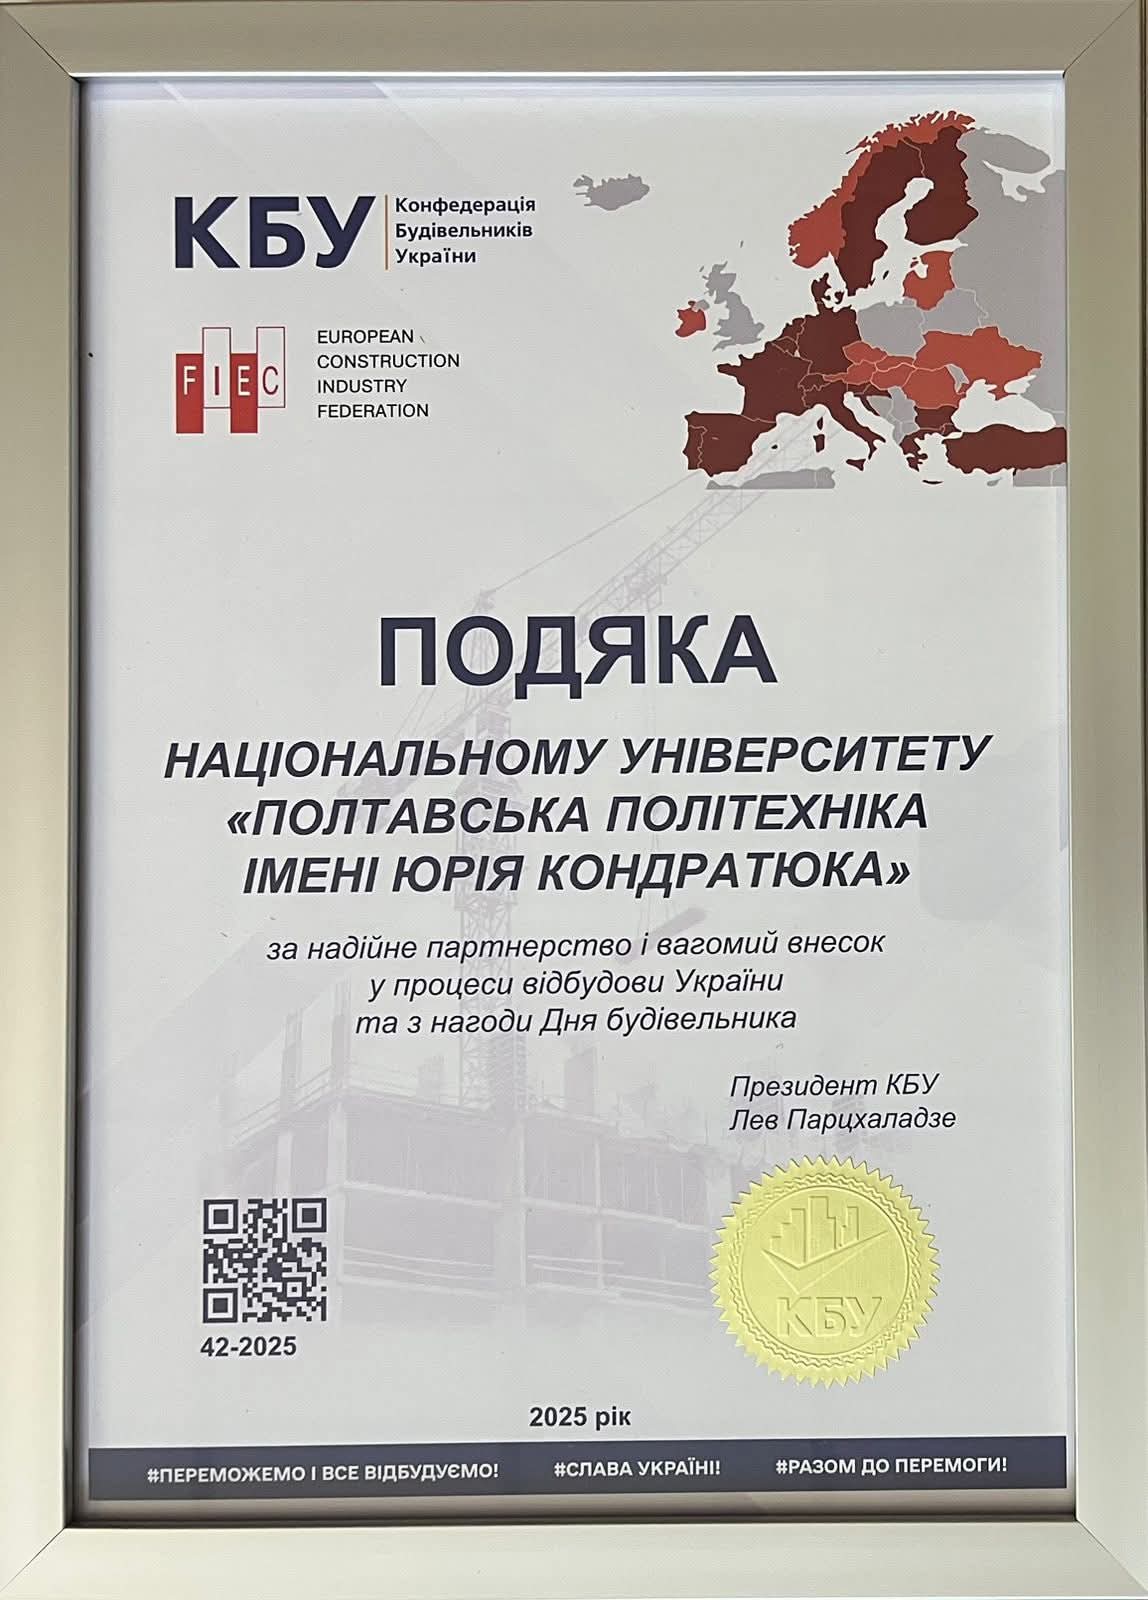 КБУ
Конфедерація
Будівельників
України
FIEC
EUROPEAN
CONSTRUCTION
INDUSTRY
FEDERATION
ПОДЯКА
НАЦІОНАЛЬНОМУ УНІВЕРСИТЕТУ
«ПОЛТАВСЬКА ПОЛІТЕХНІКА
ІМЕНІ ЮРІЯ КОНДРАТЮКА»
за надійне партнерство і вагомий внесок
у процеси відбудови України
та з нагоди Дня будівельника
Президент КБУ
Лев Парцхаладзе
КБУ
42-2025
2025 рік
#ПЕРЕМОЖЕМО І ВСЕ ВІДБУДУЄМО! #СЛАВА УКРАЇНІ! #РАЗОМ ДО ПЕРЕМОГИ!